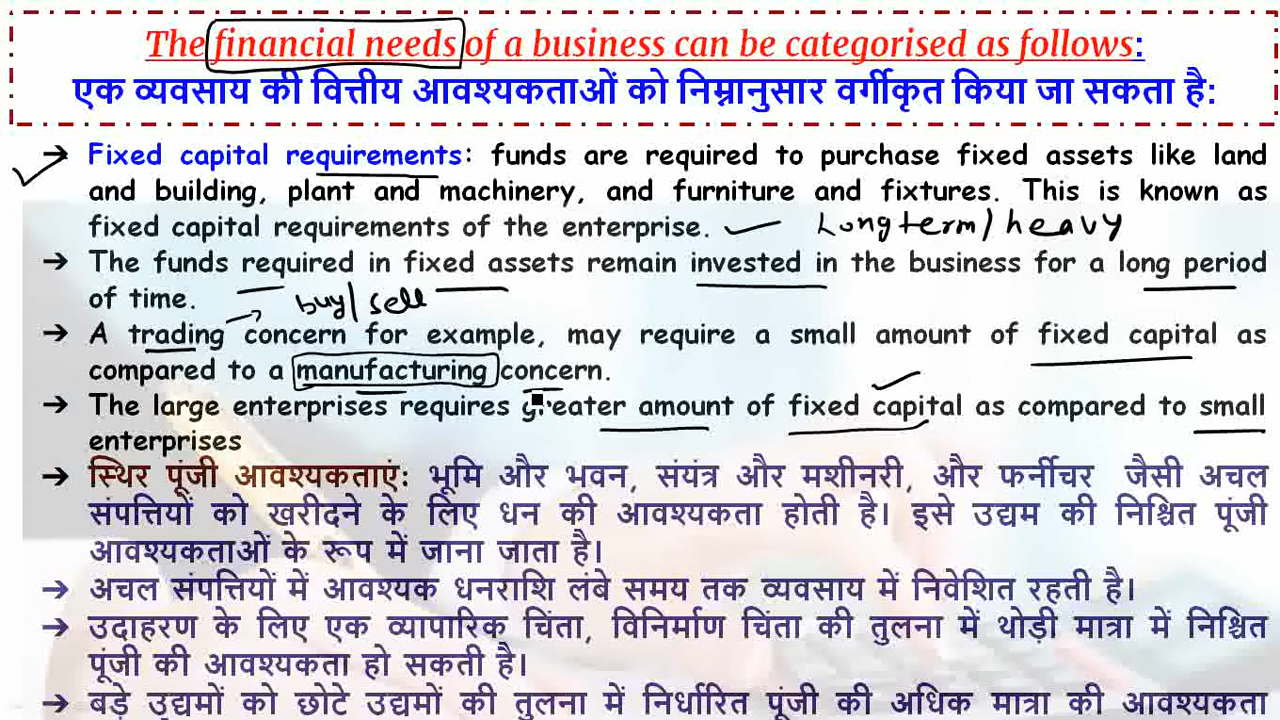 The financial needs of a business can be categorised as follows:
एक व्यवसाय की वित्तीय आवश्यकताओं को निम्नानुसार वर्गीकृत किया जा सकता है:
→ Fixed capital requirements: funds are required to purchase fixed assets like land
and building, plant and machinery, and furniture and fixtures. This is known as
fixed capital requirements of the enterprise. Long term/heavy
→ The funds required in fixed assets remain invested in the business for a long period
of time. buy/sell
→ A trading concern for example, may require a small amount of fixed capital as
compared to a manufacturing concern.
→ The large enterprises requires greater amount of fixed capital as compared to small
enterprises
→ स्थिर पूंजी आवश्यकताएं: भूमि और भवन, संयंत्र और मशीनरी, और फर्नीचर जैसी अचल
संपत्तियों को खरीदने के लिए धन की आवश्यकता होती है। इसे उद्यम की निश्चित पूंजी
आवश्यकताओं के रूप में जाना जाता है।
→ अचल संपत्तियों में आवश्यक धनराशि लंबे समय तक व्यवसाय में निवेशित रहती है।
→ उदाहरण के लिए एक व्यापारिक चिंता, विनिर्माण चिंता की तुलना में थोड़ी मात्रा में निश्चित
पूंजी की आवश्यकता हो सकती है।
→ बड़े उद्यमों को छोटे उद्यमों की तुलना में निर्धारित पूंजी की अधिक मात्रा की आवश्यकता